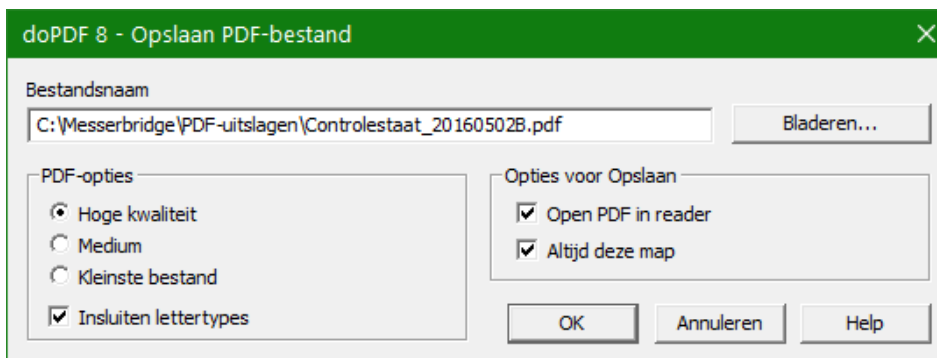 doPDF 8 - Opslaan PDF-bestand
Bestandsnaam
C:\Messerbridge\PDF-uitslagen\Controlestaat_20160502B.pdf
Bladeren...
PDF-opties
Hoge kwaliteit
Medium
Kleinste bestand
Insluiten lettertypes
Opties voor Opslaan
Open PDF in reader
Altijd deze map
OK
Annuleren
Help